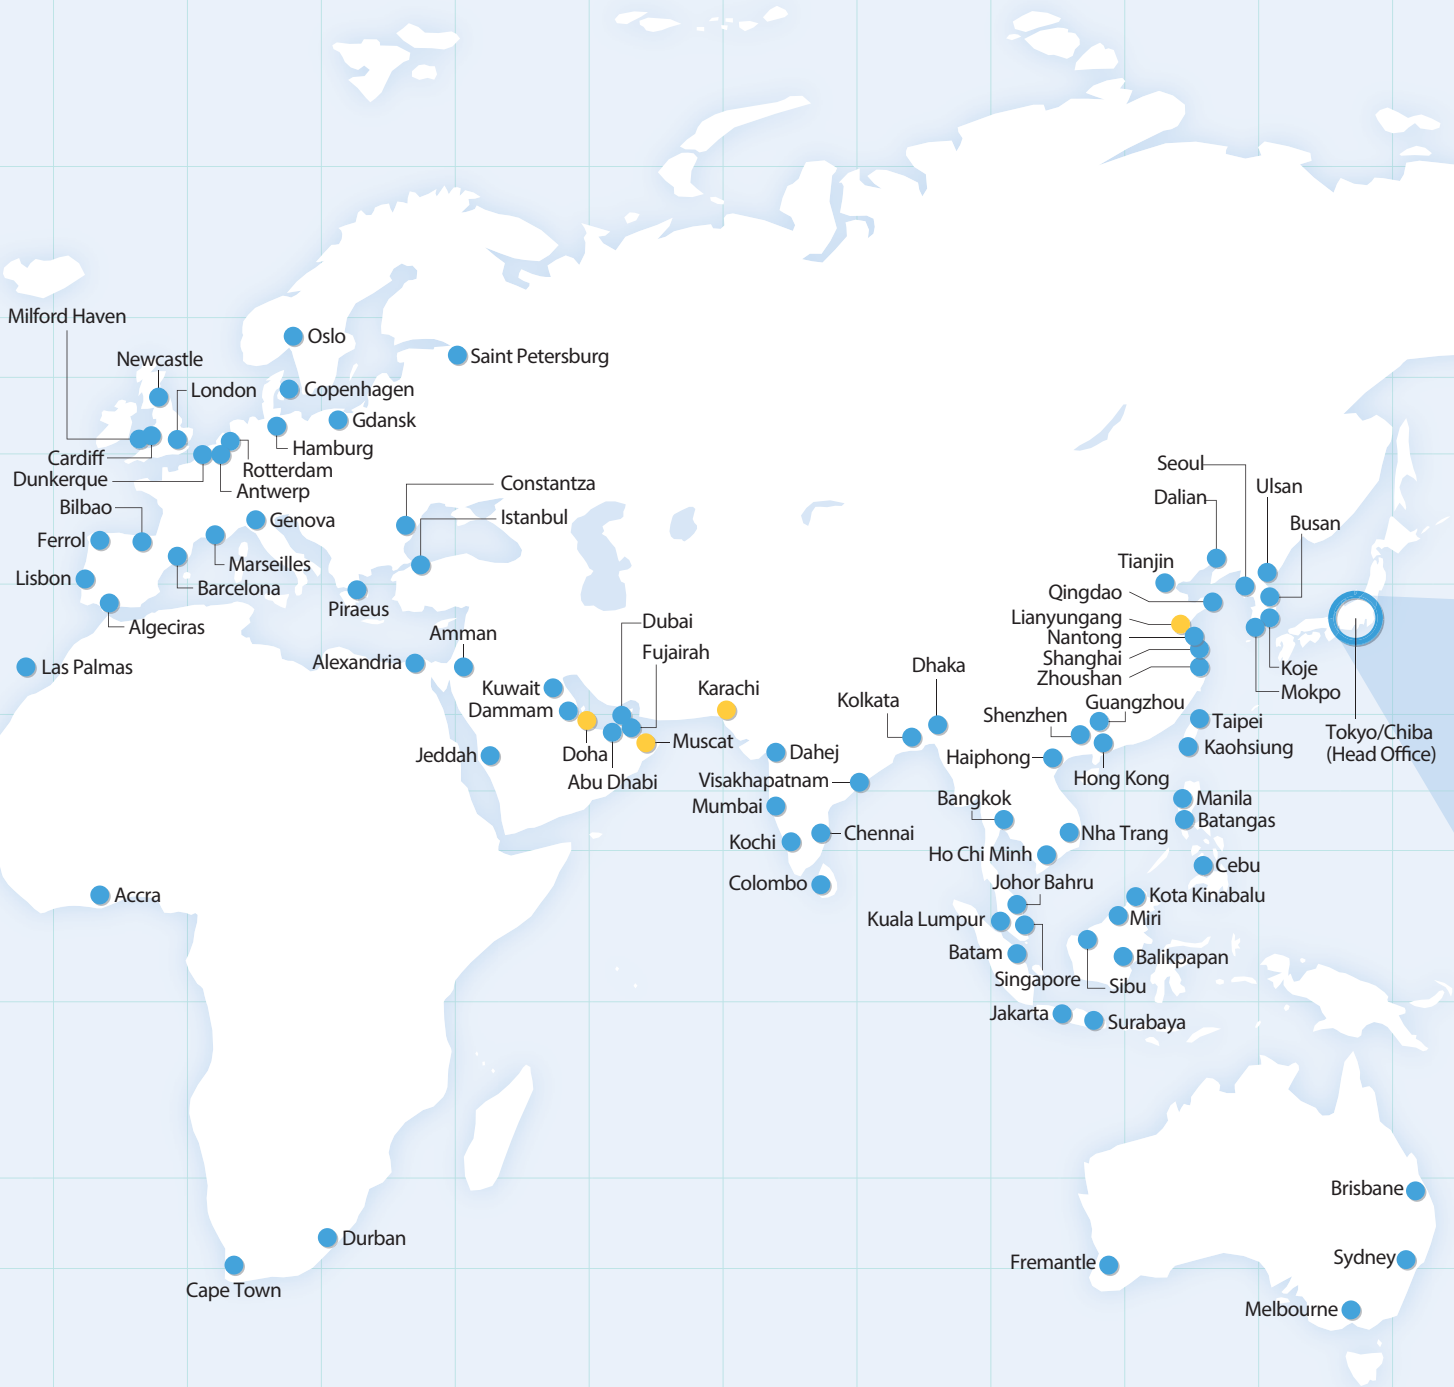 Milford Haven
Oslo
Newcastle
Saint Petersburg
London
Copenhagen
Gdansk
Hamburg
Cardiff
Rotterdam
Dunkerque
Antwerp
Constantza
Bilbao
Istanbul
Genova
Ferrol
Marseilles
Lisbon
Barcelona
Piraeus
Algeciras
Amman
Alexandria
Las Palmas
Dubai
Fujairah
Kuwait
Dammam
Karachi
Muscat
Doha
Abu Dhabi
Jeddah
Dhaka
Kolkata
Dahej
Visakhapatnam
Mumbai
Chennai
Kochi
Colombo
Seoul
Dalian
Ulsan
Busan
Tianjin
Qingdao
Lianyungang
Nantong
Shanghai
Zhoushan
Koje
Mokpo
Guangzhou
Shenzhen
Taipei
Kaohsiung
Tokyo/Chiba
(Head Office)
Haiphong
Hong Kong
Bangkok
Manila
Batangas
Nha Trang
Ho Chi Minh
Cebu
Johor Bahru
Kota Kinabalu
Kuala Lumpur
Miri
Batam
Balikpapan
Singapore
Sibu
Jakarta
Surabaya
Accra
Durban
Cape Town
Brisbane
Fremantle
Sydney
Melbourne